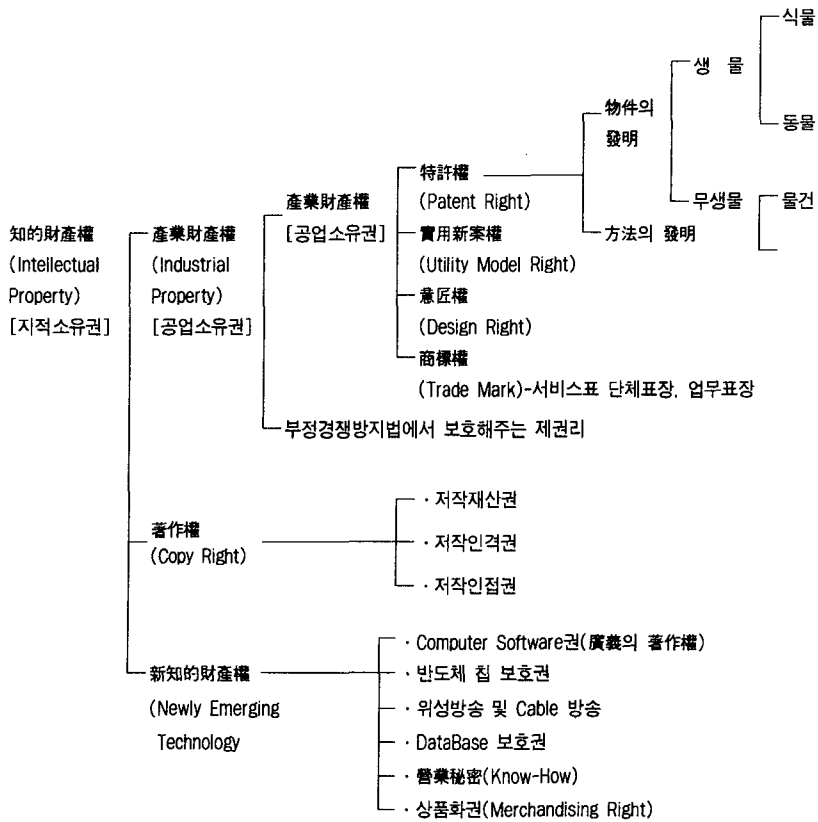 식물
생 물
동물
物件의
發明
무생물
물건
方法의 發明
特許權
(Patent Right)
産業財産權
[공업소유권]
實用新案權
(Utility Model Right)
意匠權
(Design Right)
商標權
(Trade Mark)-서비스표 단체표장, 업무표장
知的財産權
(Intellectual
Property)
[지적소유권]
産業財産權
(Industrial
Property)
[공업소유권]
부정경쟁방지법에서 보호해주는 제권리
著作權
(Copy Right)
· 저작재산권
· 저작인격권
· 저작인접권
新知的財産權
(Newly Emerging
Technology
· Computer Software권(廣義의 著作權)
· 반도체 칩 보호권
· 위성방송 및 Cable 방송
· DataBase 보호권
· 營業秘密(Know-How)
· 상품화권(Merchandising Right)